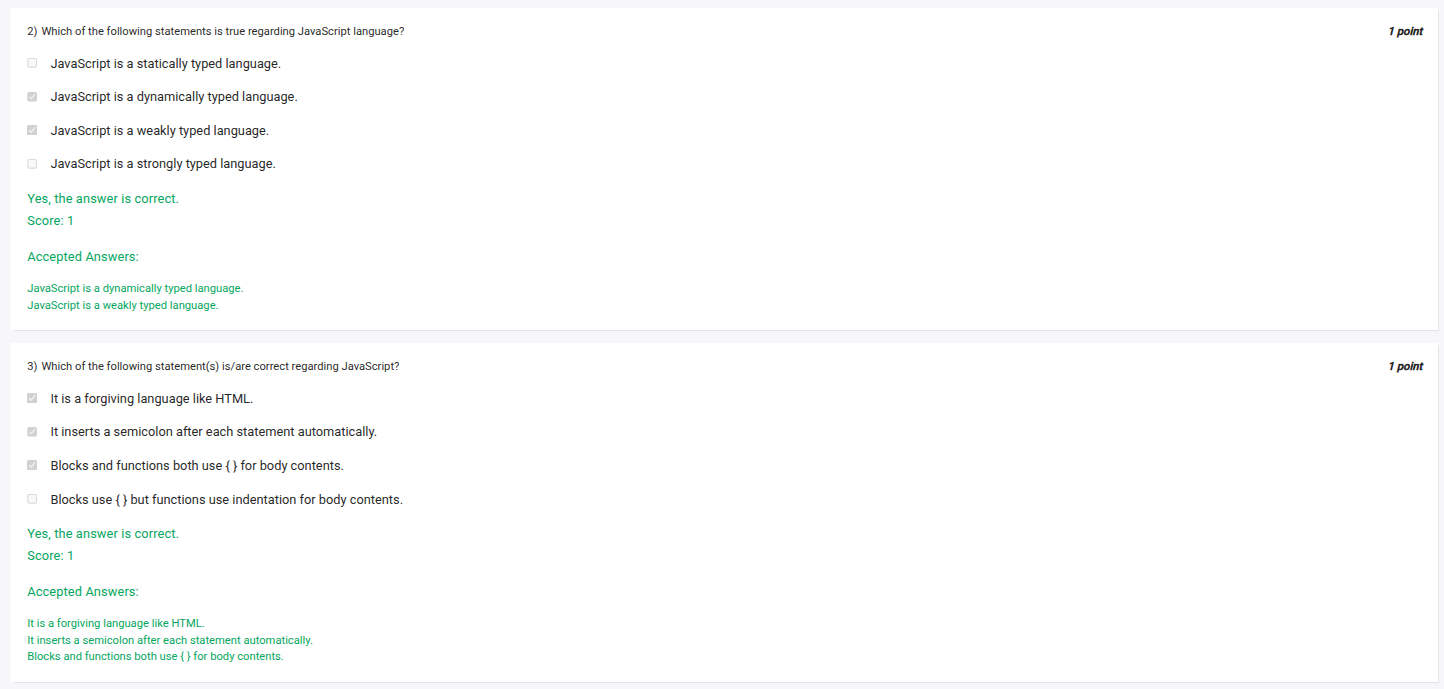 2) Which of the following statements is true regarding JavaScript language?
1 point
JavaScript is a statically typed language.
JavaScript is a dynamically typed language.
JavaScript is a weakly typed language.
JavaScript is a strongly typed language.
Yes, the answer is correct.
Score: 1
Accepted Answers:
JavaScript is a dynamically typed language.
JavaScript is a weakly typed language.
3) Which of the following statement(s) is/are correct regarding JavaScript?
1 point
It is a forgiving language like HTML.
It inserts a semicolon after each statement automatically.
Blocks and functions both use { } for body contents.
Blocks use { } but functions use indentation for body contents.
Yes, the answer is correct.
Score: 1
Accepted Answers:
It is a forgiving language like HTML.
It inserts a semicolon after each statement automatically.
Blocks and functions both use { } for body contents.